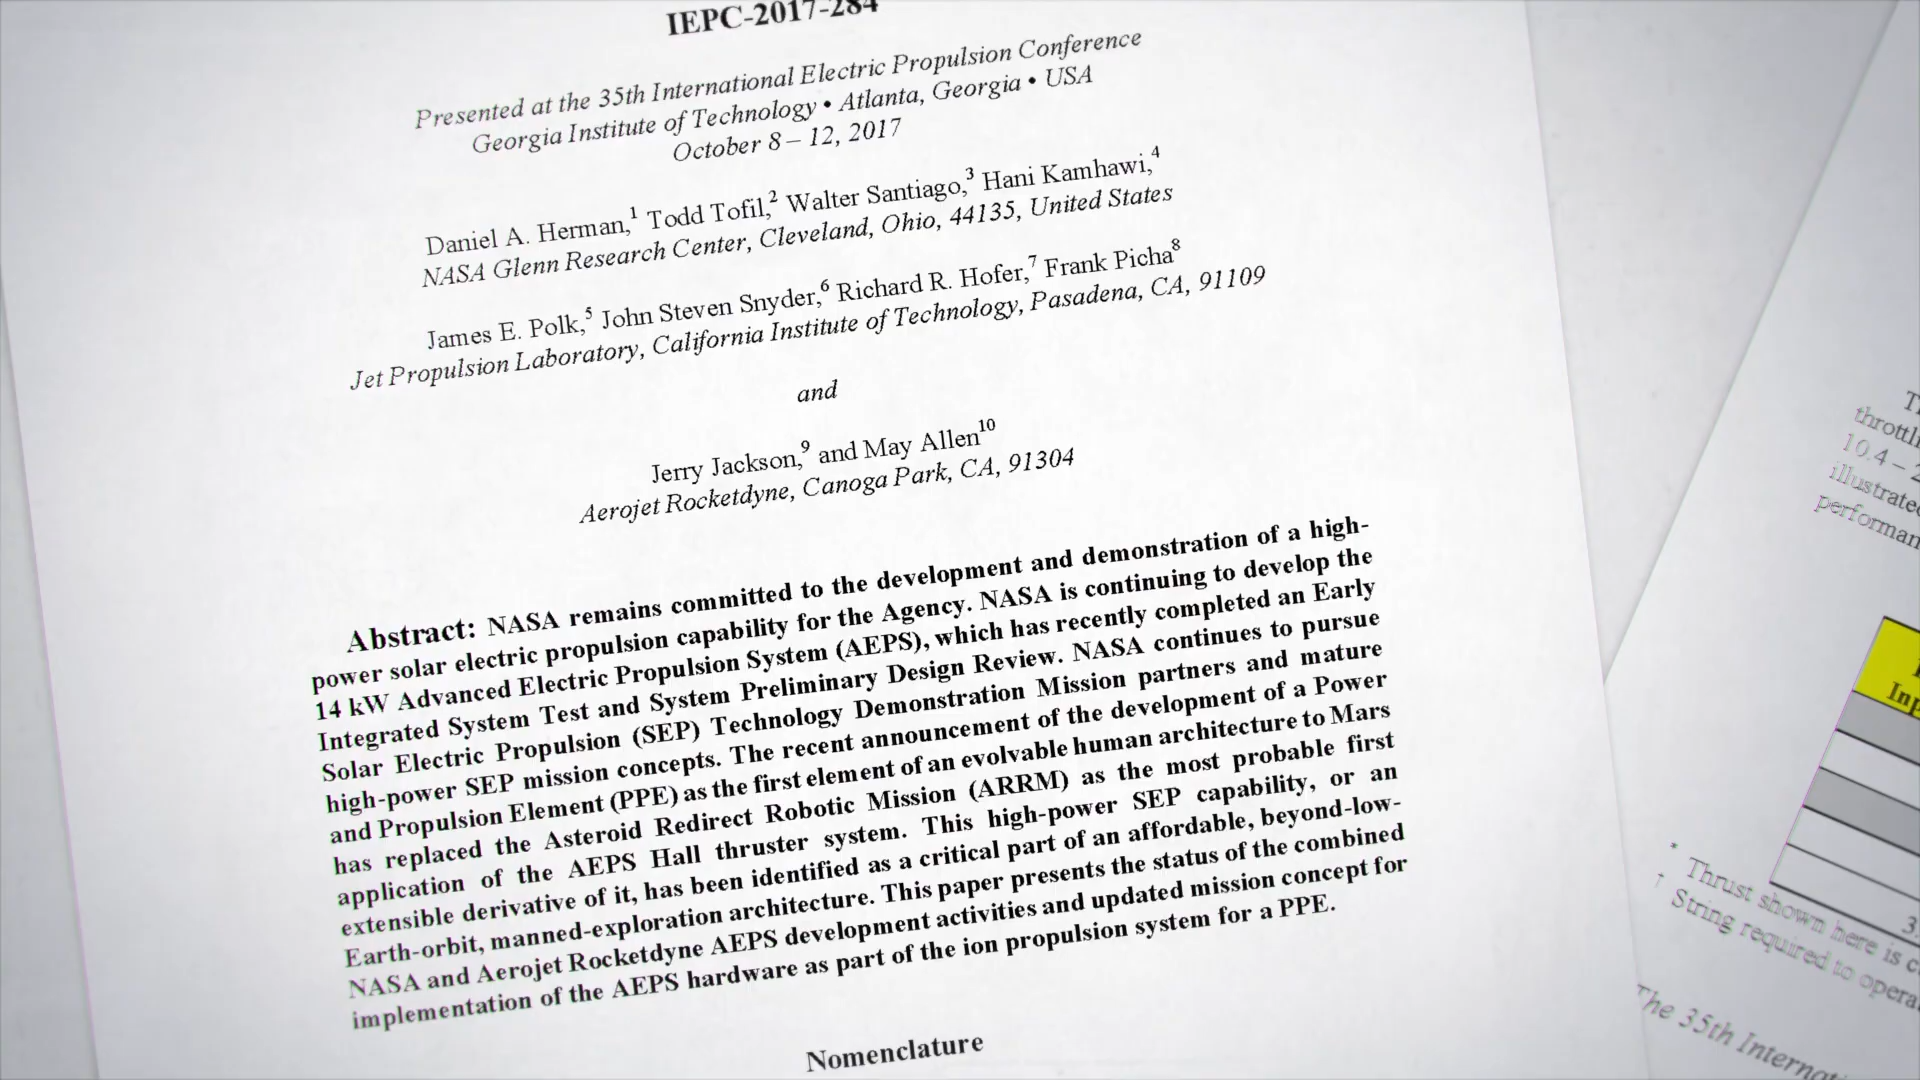 IEPC-2017-284
Presented at the 35th International Electric Propulsion Conference
Georgia Institute of Technology • Atlanta, Georgia • USA
October 8 – 12, 2017
Daniel A. Herman,1 Todd Tofil,2 Walter Santiago,3 Hani Kamhawi,4
NASA Glenn Research Center, Cleveland, Ohio, 44135, United States
James E. Polk,5 John Steven Snyder,6 Richard R. Hofer,7 Frank Picha8
Jet Propulsion Laboratory, California Institute of Technology, Pasadena, CA, 91109
and
Jerry Jackson,9 and May Allen10
Aerojet Rocketdyne, Canoga Park, CA, 91304
Abstract: NASA remains committed to the development and demonstration of a high-
power solar electric propulsion capability for the Agency. NASA is continuing to develop the
14 kW Advanced Electric Propulsion System (AEPS), which has recently completed an Early
Integrated System Test and System Preliminary Design Review. NASA continues to pursue
Solar Electric Propulsion (SEP) Technology Demonstration Mission partners and mature
high-power SEP mission concepts. The recent announcement of the development of a Power
and Propulsion Element (PPE) as the first element of an evolvable human architecture to Mars
has replaced the Asteroid Redirect Robotic Mission (ARRM) as the most probable first
application of the AEPS Hall thruster system. This high-power SEP capability, or an
extensible derivative of it, has been identified as a critical part of an affordable, beyond-low-
Earth-orbit, manned-exploration architecture. This paper presents the status of the combined
NASA and Aerojet Rocketdyne AEPS development activities and updated mission concept for
implementation of the AEPS hardware as part of the ion propulsion system for a PPE.
Nomenclature
10.4 –
* Thrust shown here is
† String required to
The 35th